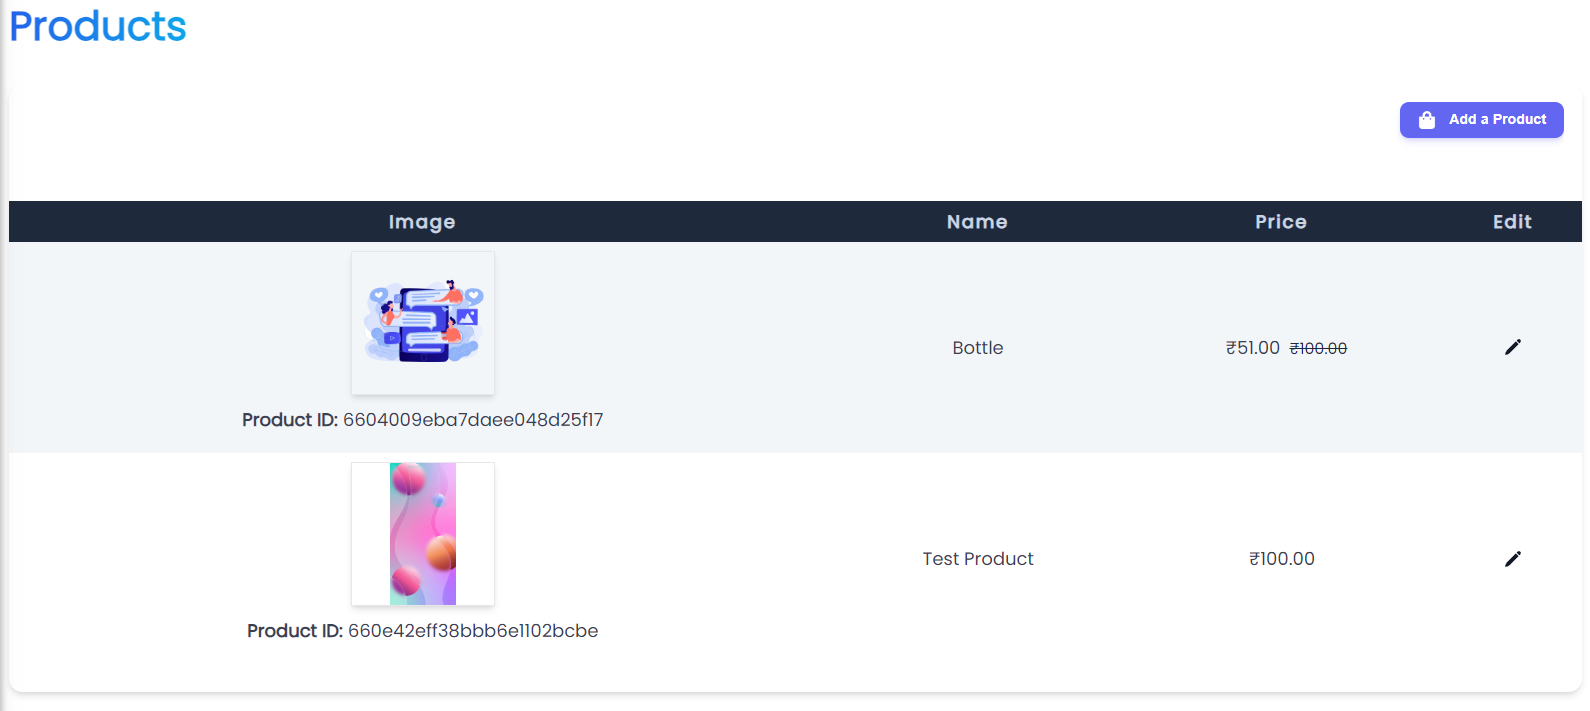 Products
Add a Product
Image Name Price Edit
Bottle ₹51.00 ₹100.00
Product ID: 6604009eba7daee048d25f17
Test Product ₹100.00
Product ID: 660e42eff38bbb6e1102bcbe